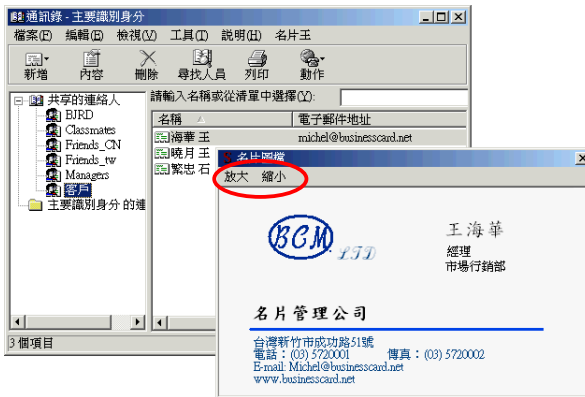 通訊錄 - 主要識別身分
檔案(F) 編輯(E) 檢視(V) 工具(T) 說明(H) 名片王
新增 內容 刪除 尋找人員 列印 動作
共享的連絡人
BJRD
Classmates
Friends_CN
Friends_tw
Managers
客戶
主要識別身分 的連
請輸入名稱或從清單中選擇(Y):
名稱 電子郵件地址
海華 王 michel@businesscard.net
曉月 王
繁忠 石
3 個項目
名片圖檔
放大 縮小
BCM
LTD
王海華
經理
市場行銷部
名片管理公司
台灣新竹市成功路51號
電話：(03) 5720001 傳真：(03) 5720002
E-mail: Michel@businesscard.net
www.businesscard.net